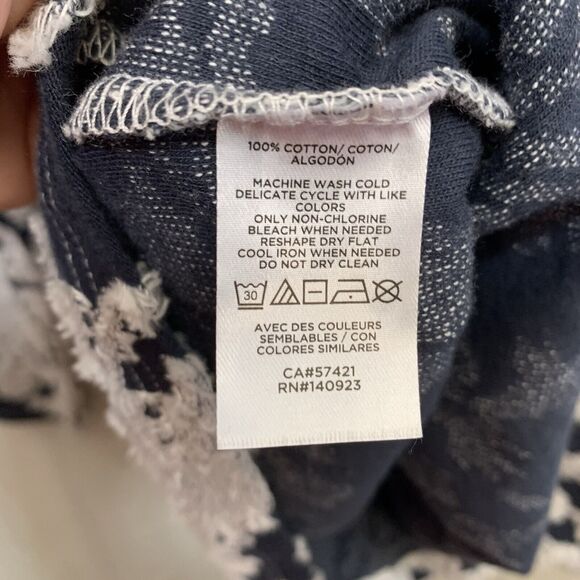 100% COTTON/ COTON/
ALGODÓN
MACHINE WASH COLD
DELICATE CYCLE WITH LIKE
COLORS
ONLY NON-CHLORINE
BLEACH WHEN NEEDED
RESHAPE DRY FLAT
COOL IRON WHEN NEEDED
DO NOT DRY CLEAN
30
AVEC DES COULEURS
SEMBLABLES / CON
COLORES SIMILARES
CA#57421
RN#140923